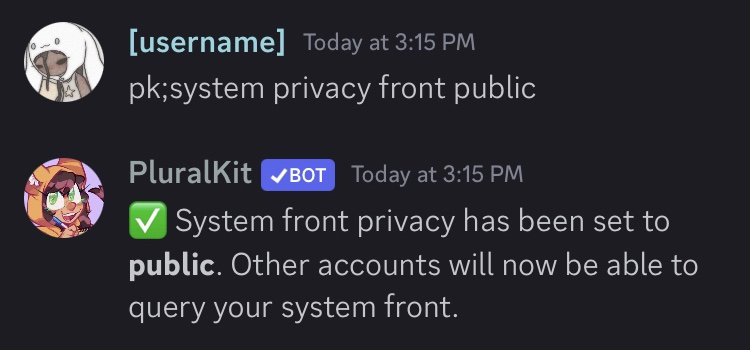 [username] Today at 3:15 PM
pk;system privacy front public
PluralKit ✓BOT Today at 3:15 PM
✅ System front privacy has been set to
public. Other accounts will now be able to
query your system front.